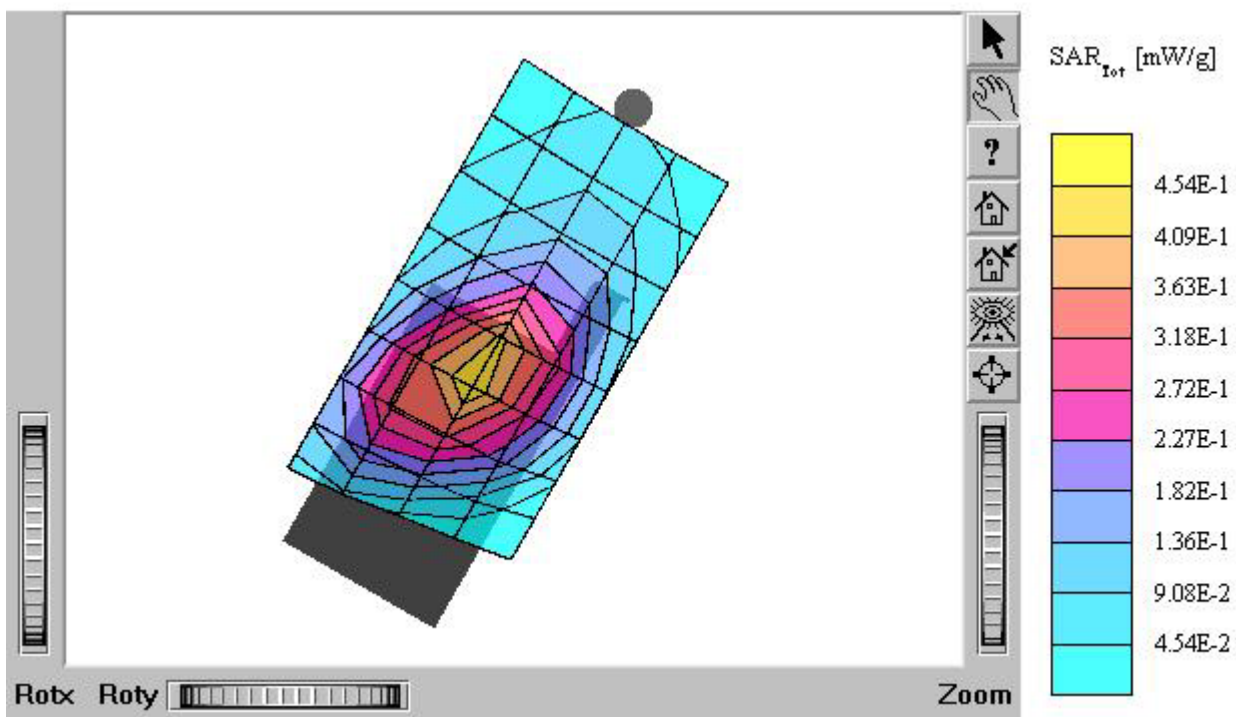 SAR_Tot [mW/g]
?
4.54E-1
4.09E-1
3.63E-1
3.18E-1
2.72E-1
2.27E-1
1.82E-1
1.36E-1
9.08E-2
4.54E-2
Rotx Roty Zoom